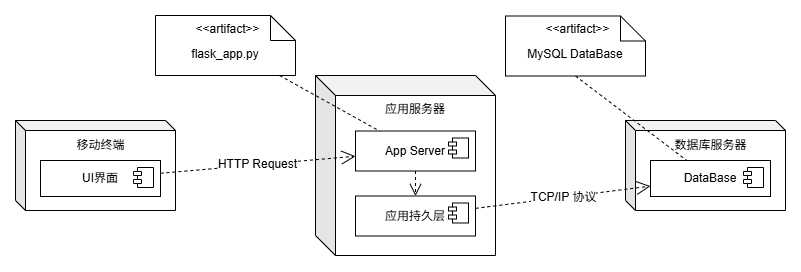 <<artifact>>
flask_app.py
<<artifact>>
MySQL DataBase
应用服务器
移动终端
数据库服务器
App Server
HTTP Request
UI界面
DataBase
TCP/IP 协议
应用持久层